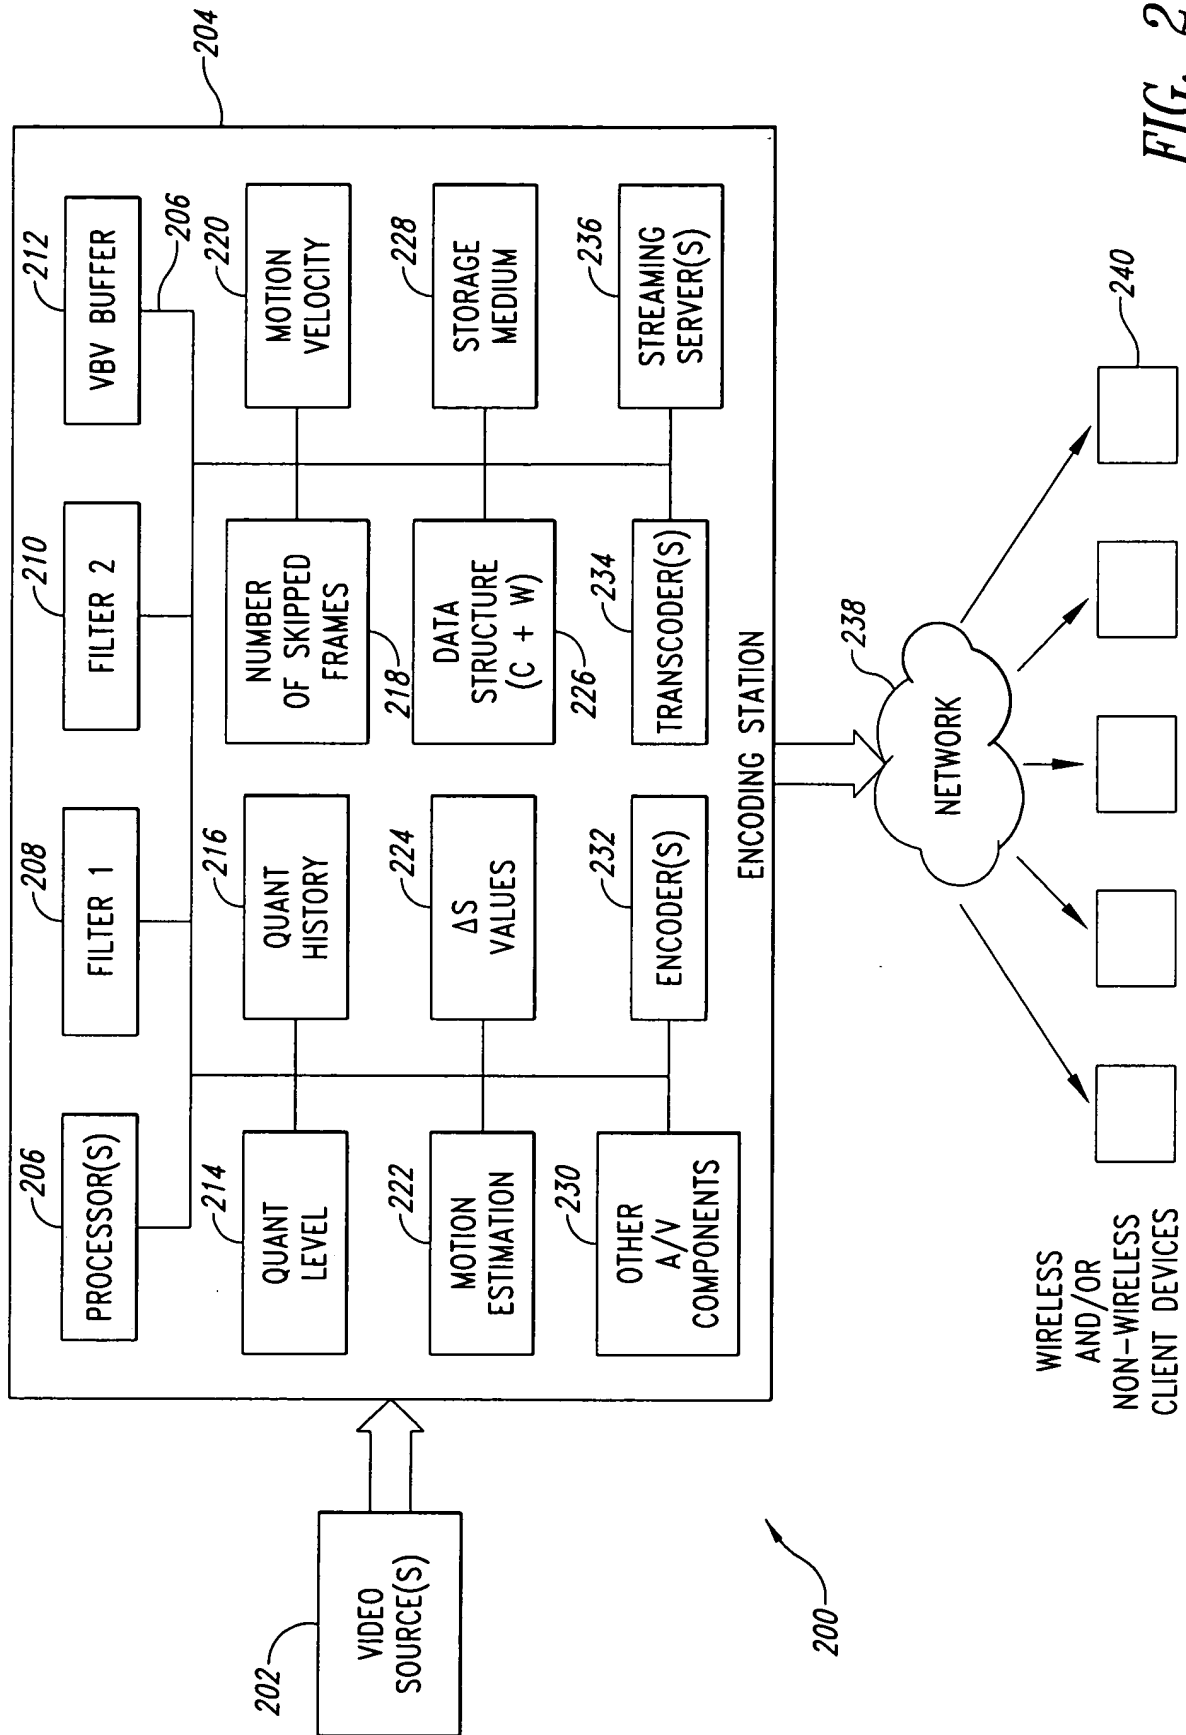 204
206
PROCESSOR(S)
208
FILTER 1
210
FILTER 2
212
VBV BUFFER
206
214
QUANT
LEVEL
216
QUANT
HISTORY
NUMBER
OF SKIPPED
FRAMES
218
220
MOTION
VELOCITY
222
MOTION
ESTIMATION
224
ΔS
VALUES
DATA
STRUCTURE
(C + W)
226
228
STORAGE
MEDIUM
230
OTHER
A/V
COMPONENTS
232
ENCODER(S)
234
TRANSCODER(S)
236
STREAMING
SERVER(S)
ENCODING STATION
202
VIDEO
SOURCE(S)
200
238
NETWORK
240
WIRELESS
AND/OR
NON-WIRELESS
CLIENT DEVICES
FIG. 2